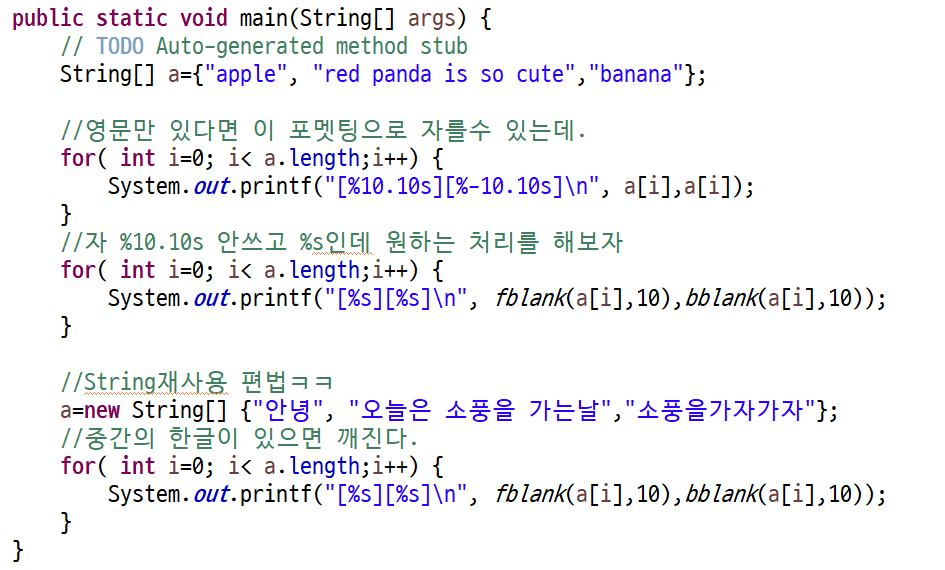 public static void main(String[] args) {
// TODO Auto-generated method stub
String[] a={"apple", "red panda is so cute","banana"};
//영문만 있다면 이 포멧팅으로 자를수 있는데.
for( int i=0; i< a.length;i++) {
System.out.printf("[%10.10s][%-10.10s]\n", a[i],a[i]);
}
//자 %10.10s 안쓰고 %s인데 원하는 처리를 해보자
for( int i=0; i< a.length;i++) {
System.out.printf("[%s][%s]\n", fblank(a[i],10),bblank(a[i],10));
}
//String재사용 편법ㅋㅋ
a=new String[] {"안녕", "오늘은 소풍을 가는날","소풍을가자가자"};
//중간의 한글이 있으면 깨진다.
for( int i=0; i< a.length;i++) {
System.out.printf("[%s][%s]\n", fblank(a[i],10),bblank(a[i],10));
}
}